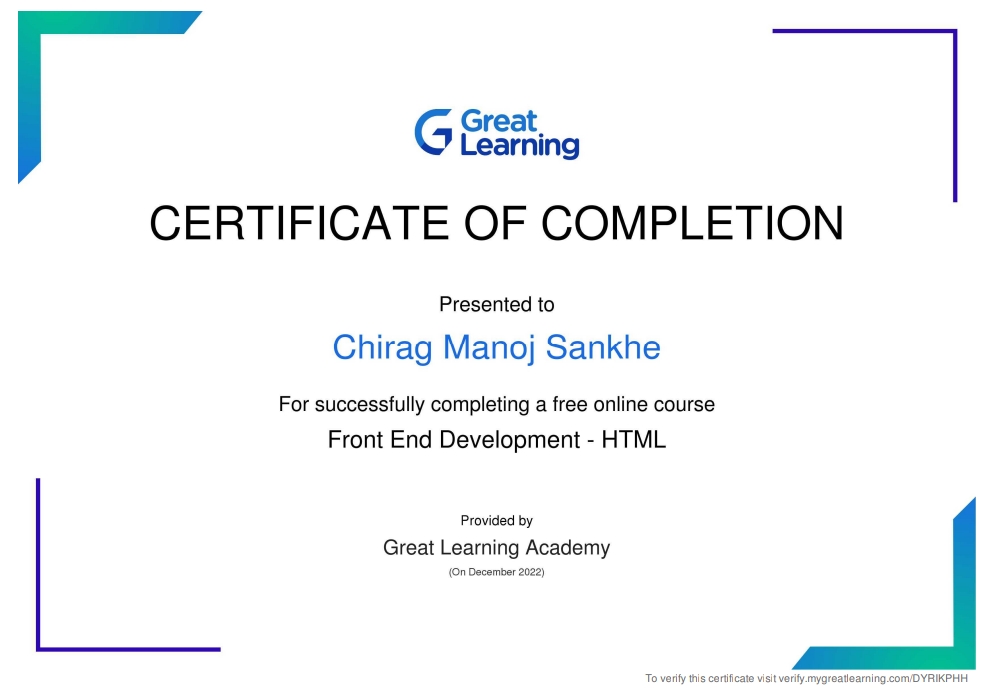 Great
Learning
CERTIFICATE OF COMPLETION
Presented to
Chirag Manoj Sankhe
For successfully completing a free online course
Front End Development - HTML
Provided by
Great Learning Academy
(On December 2022)
To verify this certificate visit verify.mygreatlearning.com/DYRIKPHH